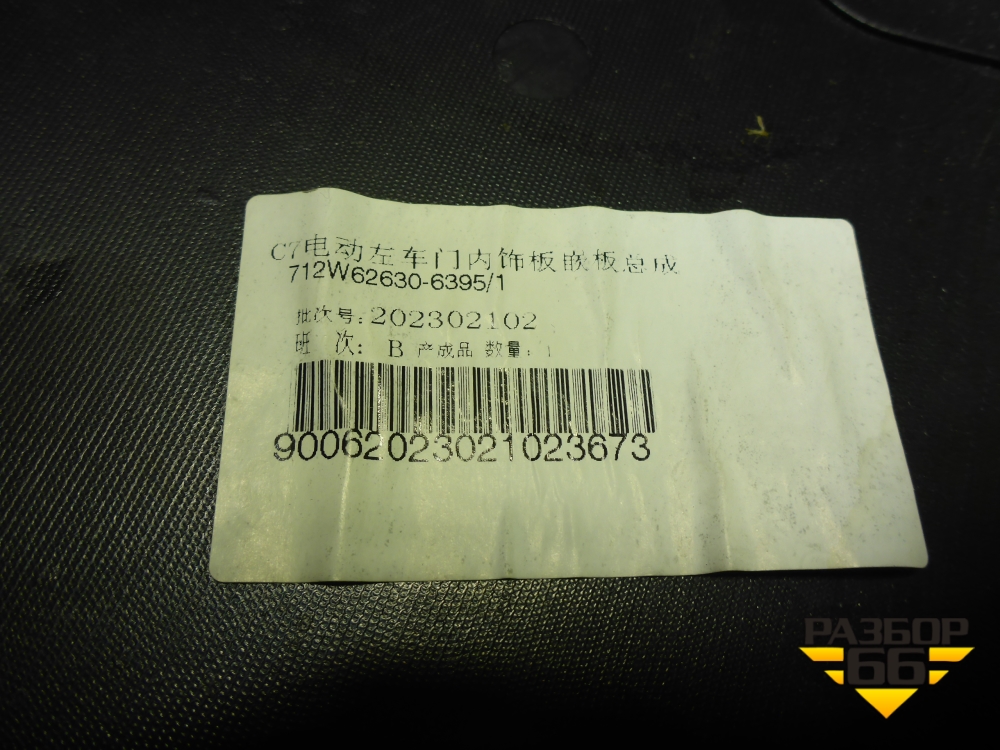 C7电动左车门内饰板嵌板总成
712W62630-6395/1
批次号:202302102
班 次: B 产成品 数量: 1
90062023021023673
РАЗБОР
66